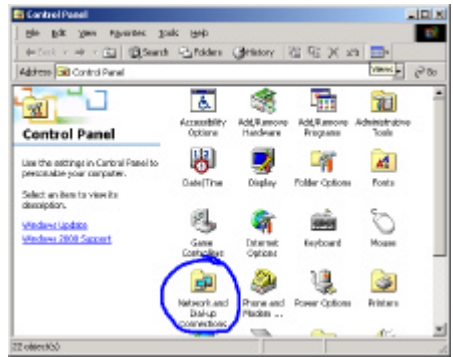 Control Panel
File Edit View Favorites Tools Help
Back Search Folders History
Address Control Panel Go
Views
Control Panel
Use the settings in Control Panel to
personalize your computer.
Select an item to view its
description.
Windows Update
Windows 2000 Support
Accessibility
Options
Add/Remove
Hardware
Add/Remove
Programs
Administrative
Tools
Date/Time
Display
Folder Options
Fonts
Game
Controllers
Internet
Options
Keyboard
Mouse
Network and
Dial-up
Connections
Phone and
Modem ...
Power Options
Printers
22 object(s)